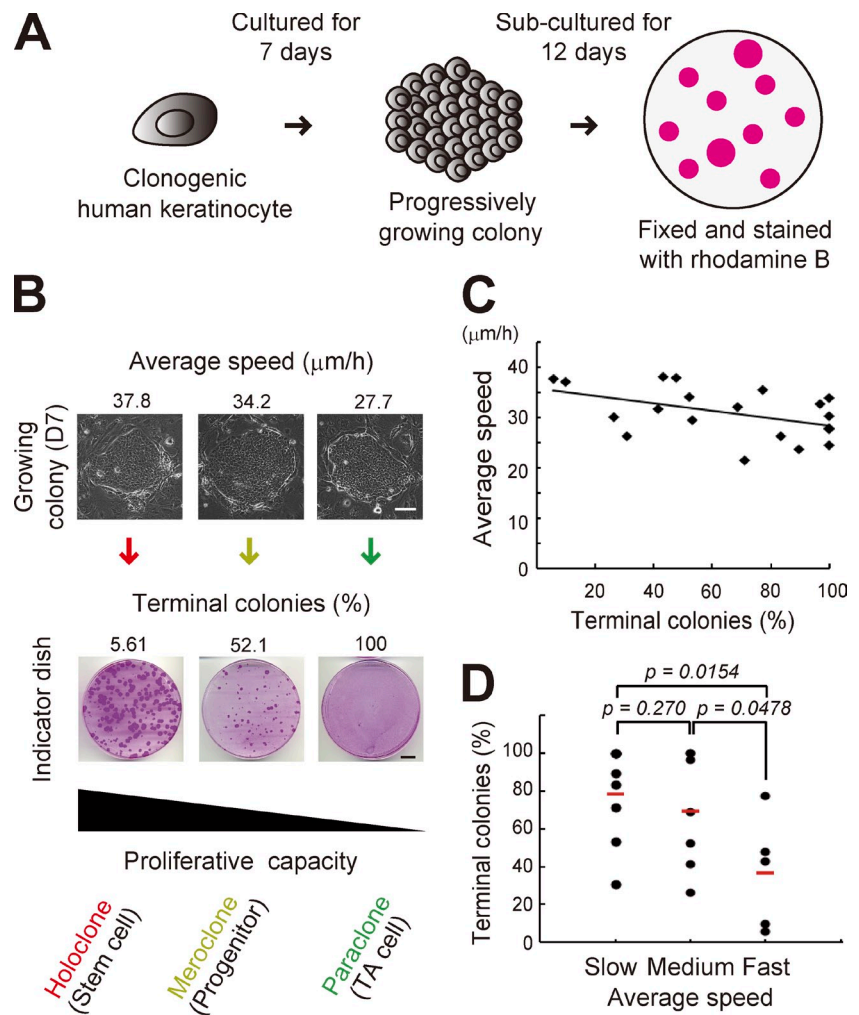 A
Cultured for
7 days
Sub-cultured for
12 days
Clonogenic
human keratinocyte
Progressively
growing colony
Fixed and stained
with rhodamine B
B
Average speed (μm/h)
37.8 34.2 27.7
Growing
colony (D7)
Terminal colonies (%)
5.61 52.1 100
Indicator dish
Proliferative capacity
Holoclone
(Stem cell)
Meroclone
(Progenitor)
Paraclone
(TA cell)
C
(μm/h)
Average speed
40
30
20
10
0
20 40 60 80 100
Terminal colonies (%)
D
p = 0.0154
p = 0.270 p = 0.0478
Terminal colonies (%)
100
80
60
40
20
0
Slow Medium Fast
Average speed